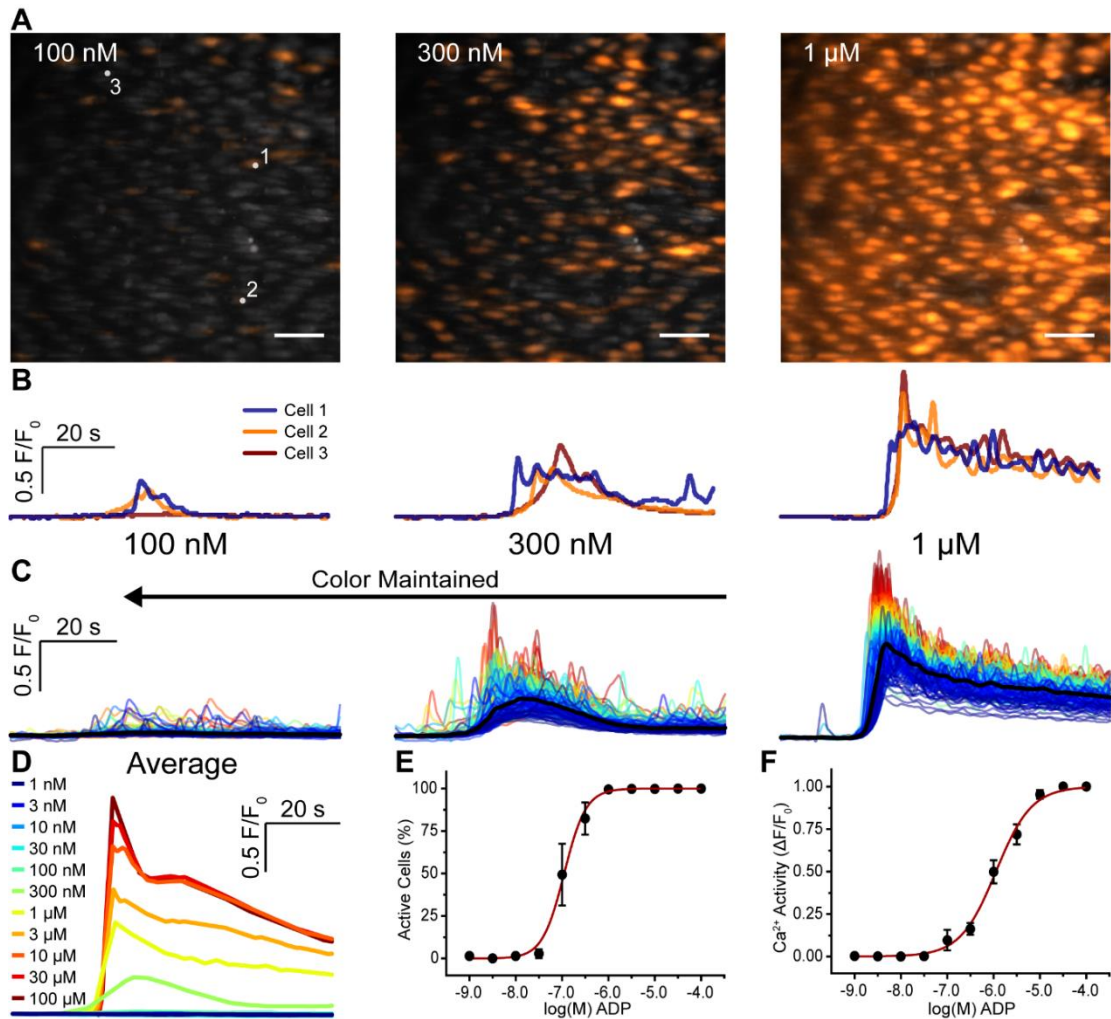 A
100 nM
300 nM
1 µM
3
1
2
B
0.5 F/F0
20 s
Cell 1
Cell 2
Cell 3
100 nM
300 nM
1 µM
C
Color Maintained
0.5 F/F0
20 s
D
Average
1 nM
3 nM
10 nM
30 nM
100 nM
300 nM
1 µM
3 µM
10 µM
30 µM
100 µM
0.5 F/F0
20 s
E
Active Cells (%)
100
75
50
25
0
-9.0 -8.0 -7.0 -6.0 -5.0 -4.0
log(M) ADP
F
Ca²⁺ Activity (ΔF/F₀)
1.00
0.75
0.50
0.25
0.00
-9.0 -8.0 -7.0 -6.0 -5.0 -4.0
log(M) ADP